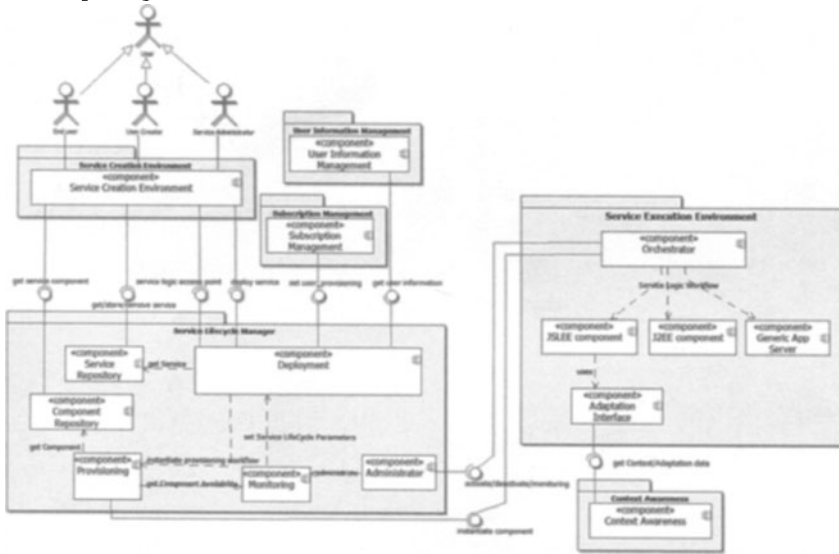 User
End user
User Creator
Service Administrator
Service Creation Environment
«component»
Service Creation Environment
User Information Management
«component»
User Information
Management
Subscription Management
«component»
Subscription
Management
get service component
get/store/remove service
service logic access point
deploy service
set user provisioning
get user information
Service Lifecycle Manager
«component»
Service
Repository
get Service
«component»
Deployment
«component»
Component
Repository
get Component
set Service LifeCycle Parameters
«component»
Provisioning
instantiate provisioning workflow
get Component Availability
«component»
Monitoring
administrate
«component»
Administrator
activate/deactivate/monitoring
instantiate component
Service Execution Environment
«component»
Orchestrator
Service Logic Workflow
«component»
JSLEE component
«component»
J2EE component
«component»
Generic App
Server
uses
«component»
Adaptation
Interface
get Context/Adaptation data
Context Awareness
«component»
Context Awareness